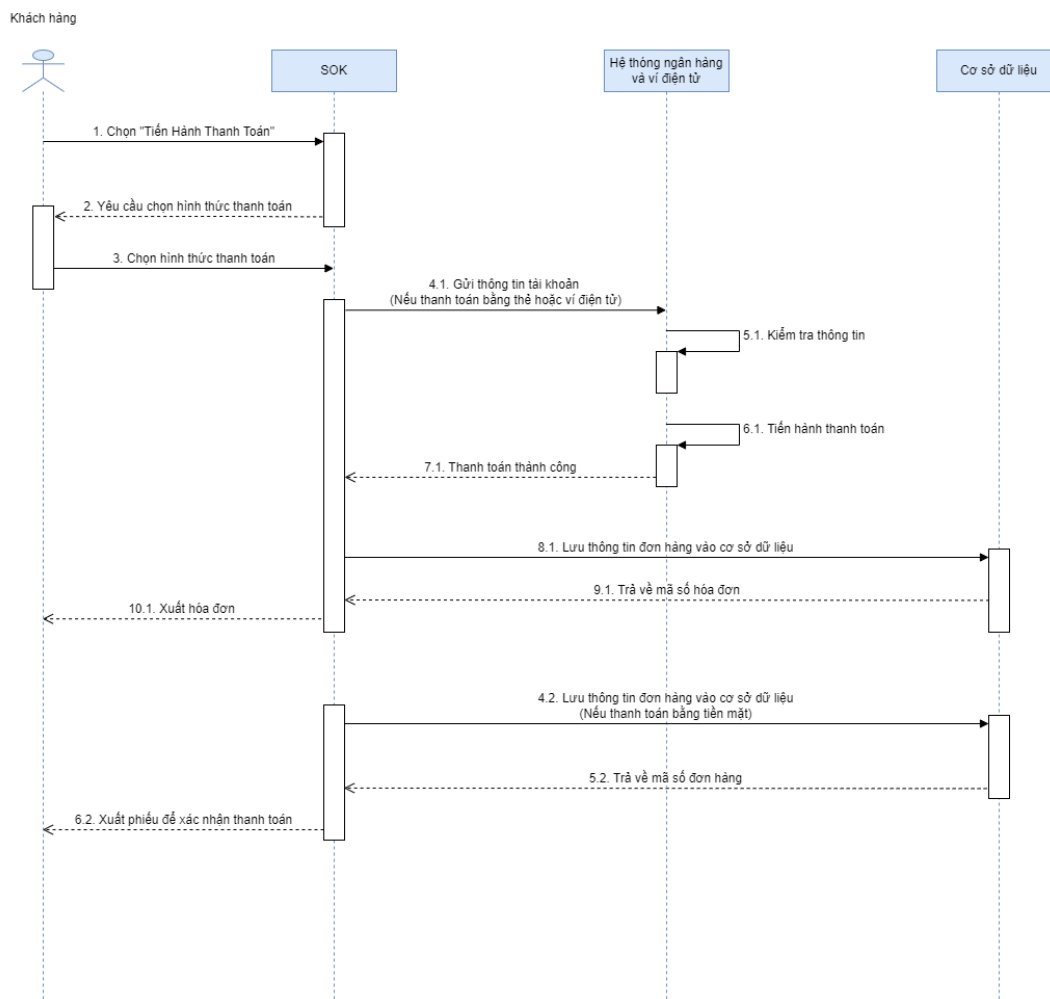 Khách hàng
SOK
Hệ thống ngân hàng
và ví điện tử
Cơ sở dữ liệu
1. Chọn "Tiến Hành Thanh Toán"
2. Yêu cầu chọn hình thức thanh toán
3. Chọn hình thức thanh toán
4.1. Gửi thông tin tài khoản
(Nếu thanh toán bằng thẻ hoặc ví điện tử)
5.1. Kiểm tra thông tin
6.1. Tiến hành thanh toán
7.1. Thanh toán thành công
8.1. Lưu thông tin đơn hàng vào cơ sở dữ liệu
9.1. Trả về mã số hóa đơn
10.1. Xuất hóa đơn
4.2. Lưu thông tin đơn hàng vào cơ sở dữ liệu
(Nếu thanh toán bằng tiền mặt)
5.2. Trả về mã số đơn hàng
6.2. Xuất phiếu để xác nhận thanh toán